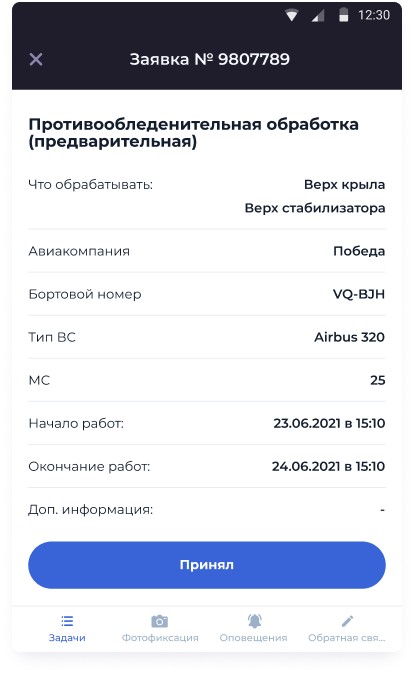 12:30
Заявка № 9807789
Противообледенительная обработка
(предварительная)
Что обрабатывать: Верх крыла
Верх стабилизатора
Авиакомпания Победа
Бортовой номер VQ-BJH
Тип ВС Airbus 320
МС 25
Начало работ: 23.06.2021 в 15:10
Окончание работ: 24.06.2021 в 15:10
Доп. информация: -
Принял
Задачи Фотофиксация Оповещения Обратная свя...